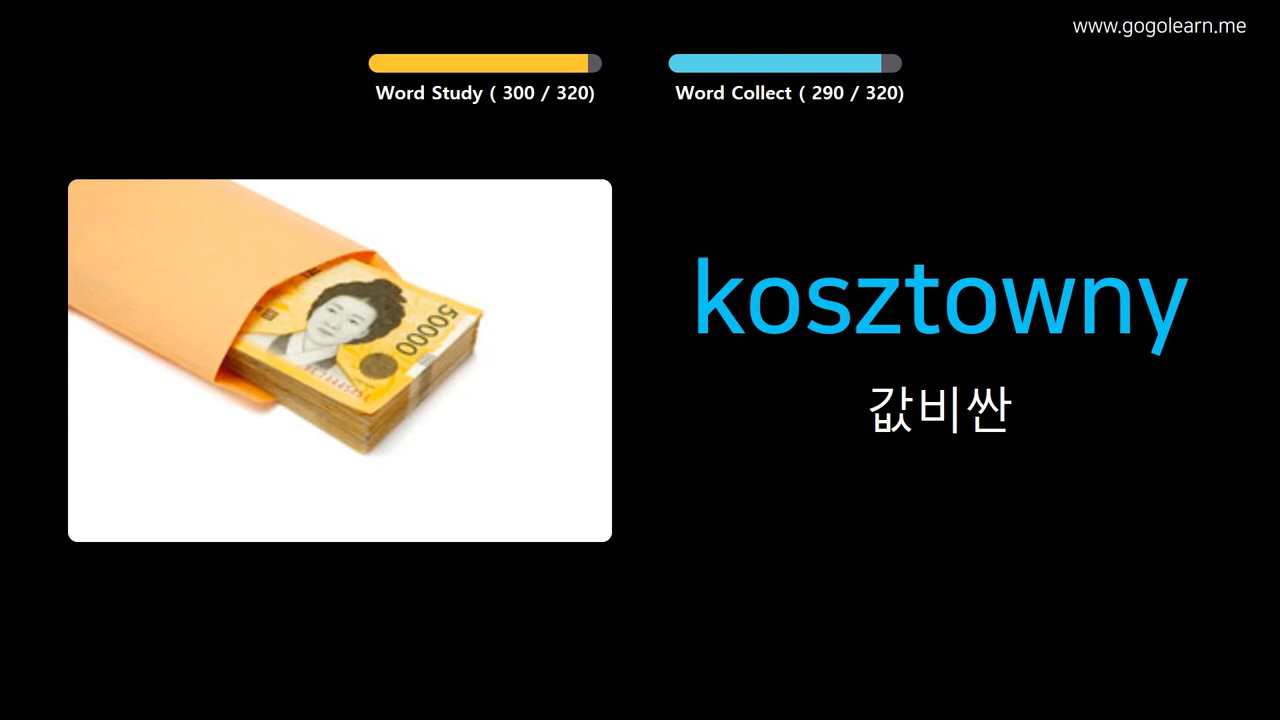 www.gogolearn.me
Word Study ( 300 / 320)
Word Collect ( 290 / 320)
50000
kosztowny
값비싼